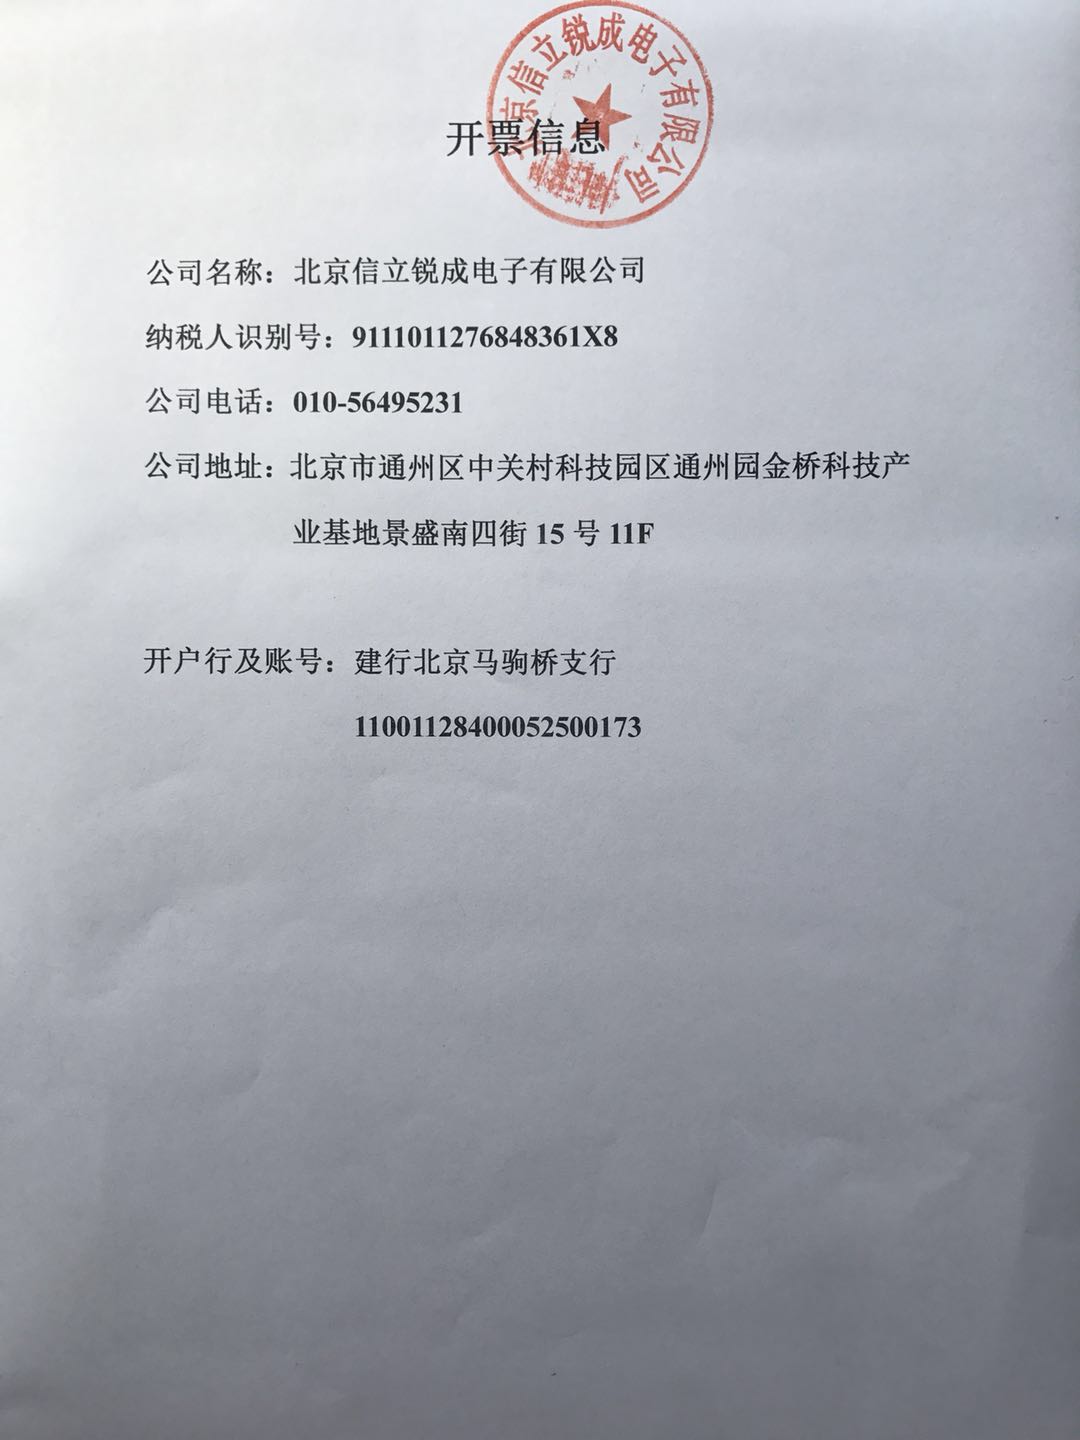 北京信立锐成电子有限公司
开票信息
公司名称：北京信立锐成电子有限公司
纳税人识别号：9111011276848361X8
公司电话：010-56495231
公司地址：北京市通州区中关村科技园区通州园金桥科技产
业基地景盛南四街 15 号 11F
开户行及账号：建行北京马驹桥支行
11001128400052500173